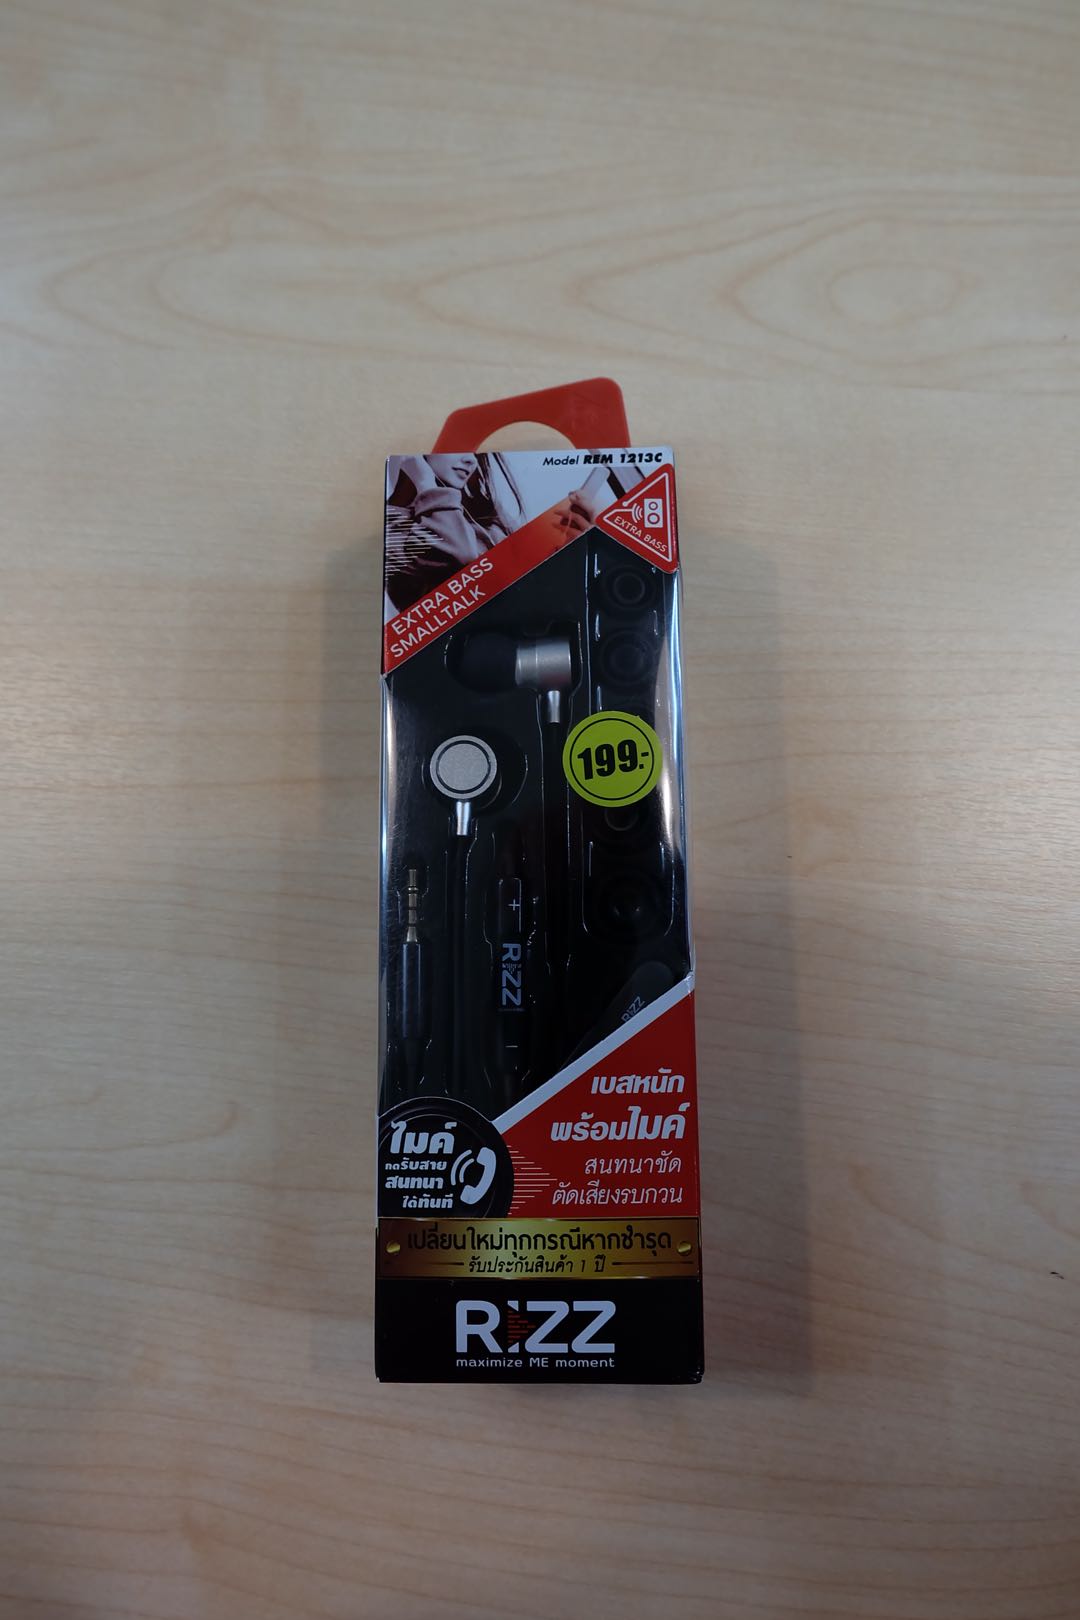 Model REM 1213C
EXTRA BASS
EXTRA BASS
SMALLTALK
199.-
+
RIZZ
-
RIZZ
เบสหนัก
พร้อมไมค์
สนทนาชัด
ตัดเสียงรบกวน
ไมค์
กดรับสาย
สนทนา
ได้ทันที
เปลี่ยนใหม่ทุกกรณีหากชำรุด
รับประกันสินค้า 1 ปี
RIZZ
maximize ME moment